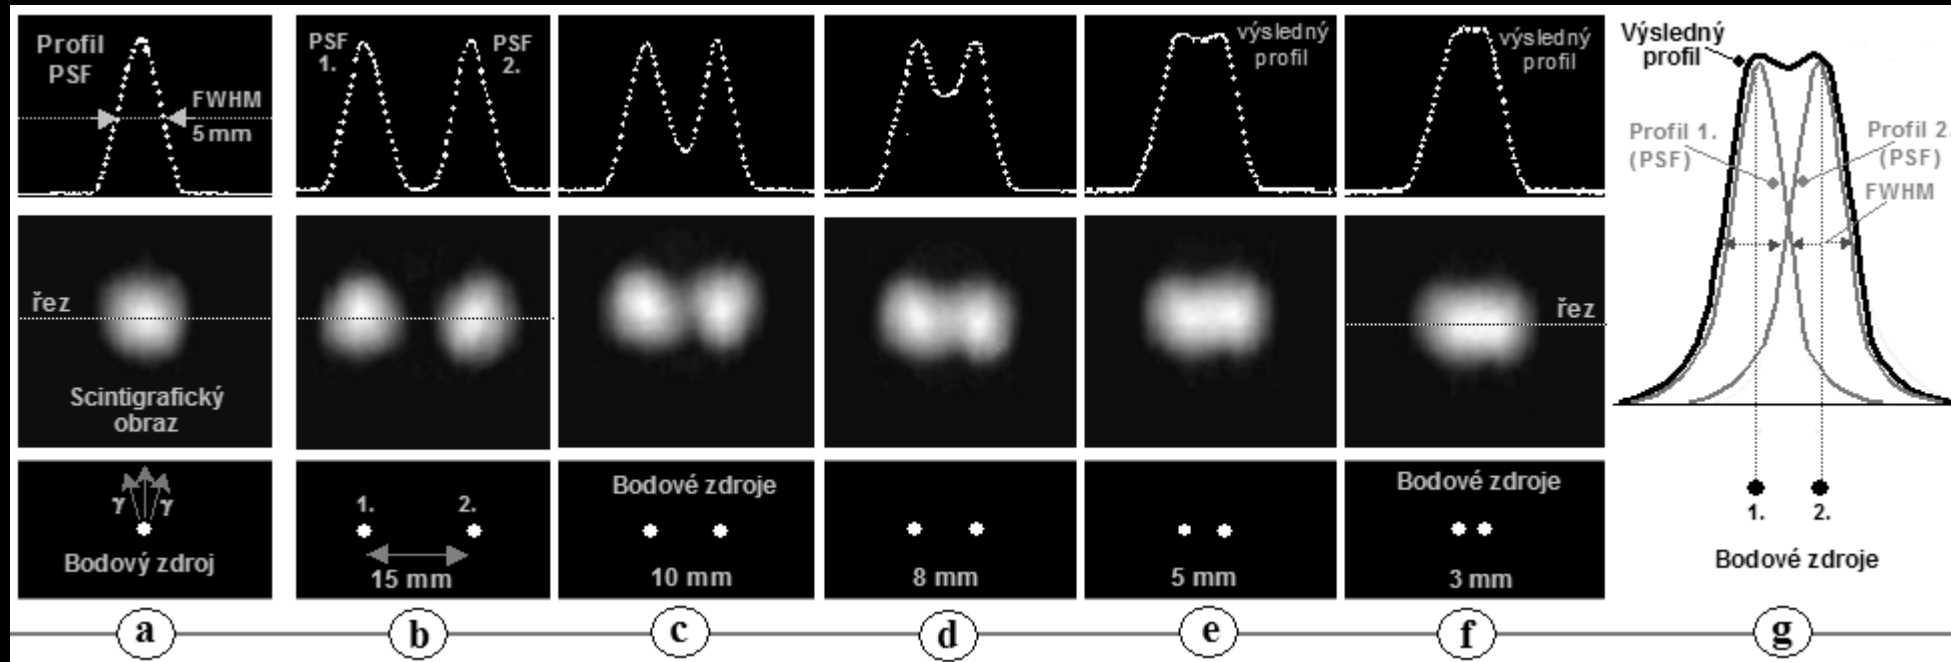 Profil
PSF
FWHM
5 mm
řez
Scintigrafický
obraz
γ γ
Bodový zdroj
a
PSF
1.
PSF
2.
1. 2.
15 mm
b
Bodové zdroje
10 mm
c
8 mm
d
výsledný
profil
5 mm
e
výsledný
profil
řez
Bodové zdroje
3 mm
f
Výsledný
profil
Profil 1.
(PSF)
Profil 2.
(PSF)
FWHM
1. 2.
Bodové zdroje
g